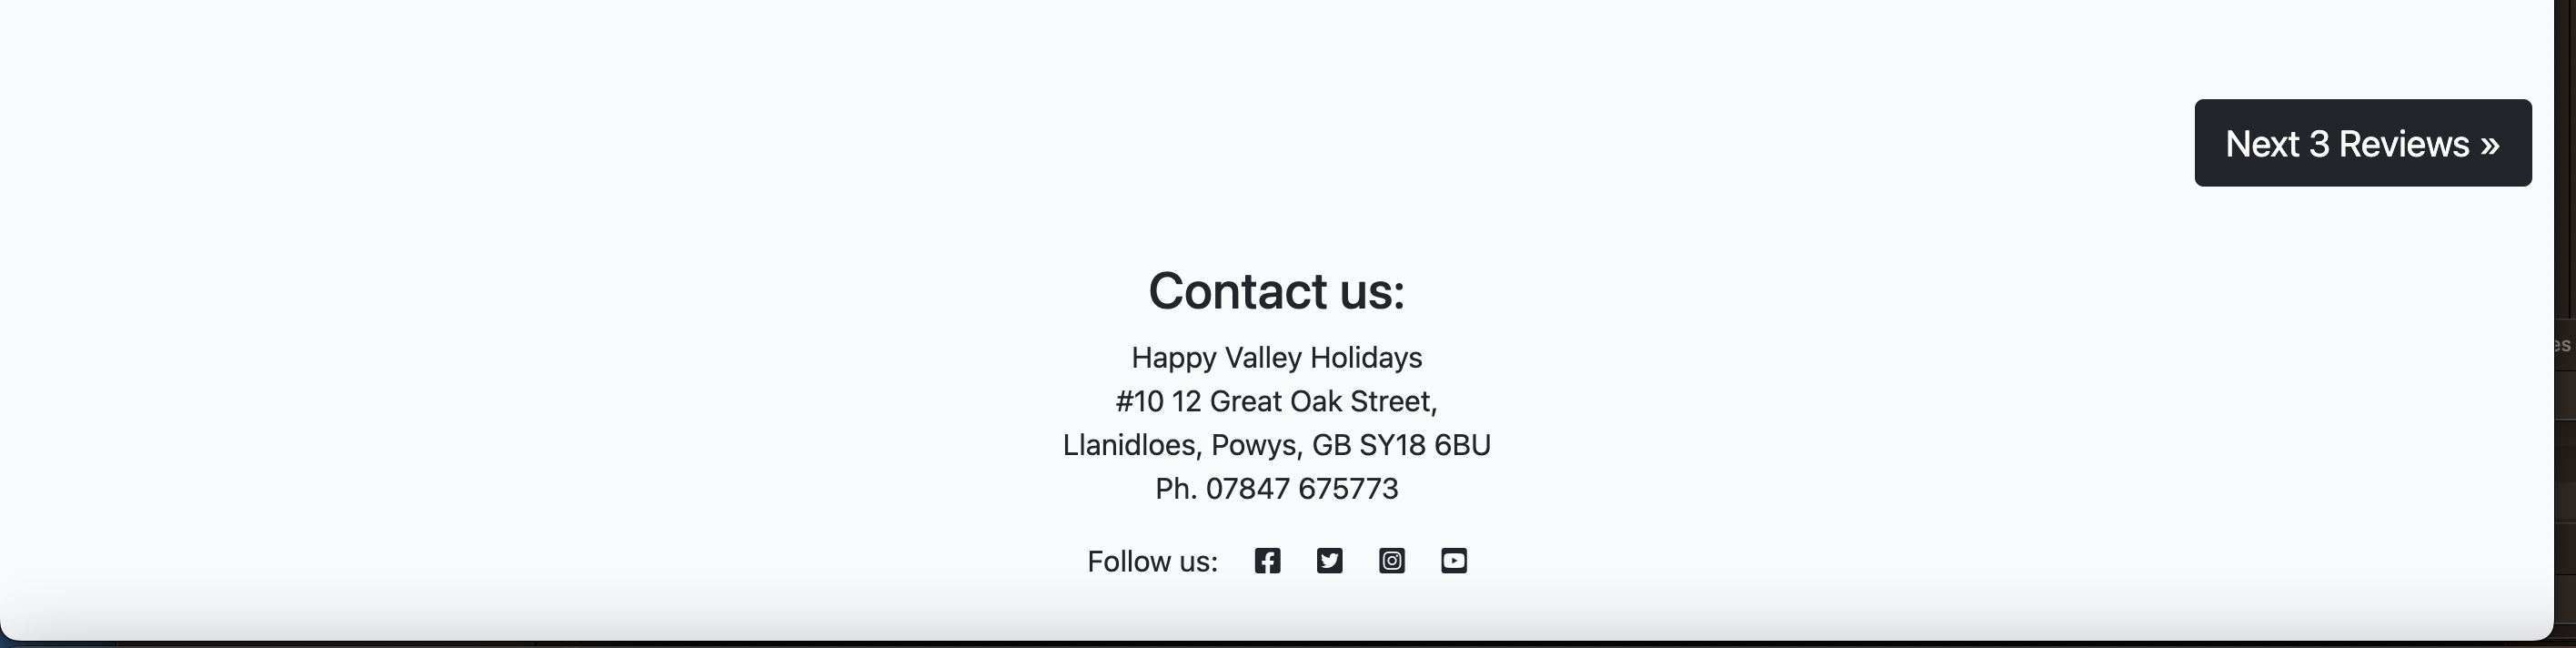 Next 3 Reviews »
Contact us:
Happy Valley Holidays
#10 12 Great Oak Street,
Llanidloes, Powys, GB SY18 6BU
Ph. 07847 675773
Follow us: